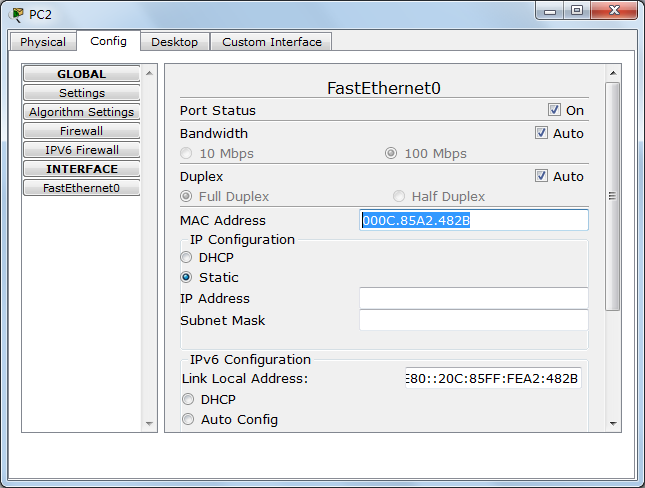 PC2
Physical Config Desktop Custom Interface
GLOBAL
Settings
Algorithm Settings
Firewall
IPV6 Firewall
INTERFACE
FastEthernet0
FastEthernet0
Port Status On
Bandwidth Auto
10 Mbps 100 Mbps
Duplex Auto
Full Duplex Half Duplex
MAC Address 000C.85A2.482B
IP Configuration
DHCP
Static
IP Address
Subnet Mask
IPv6 Configuration
Link Local Address: E80::20C:85FF:FEA2:482B
DHCP
Auto Config